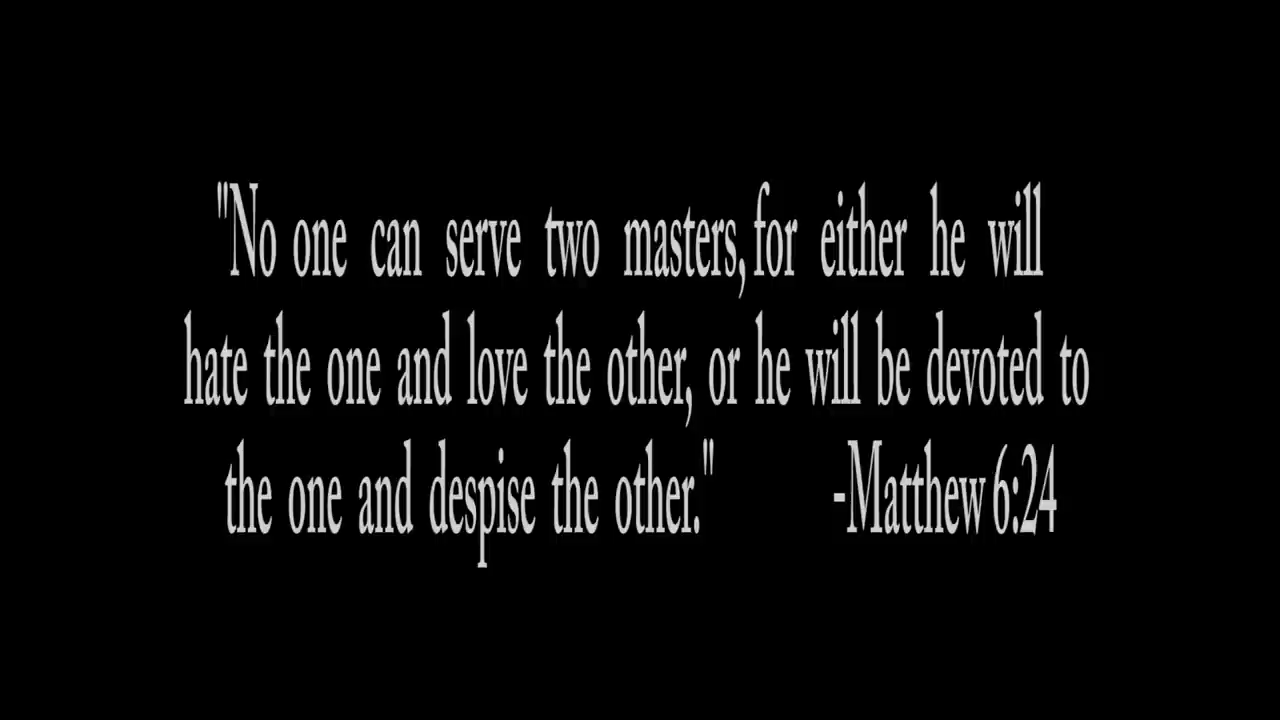 "No one can serve two masters, for either he will
hate the one and love the other, or he will be devoted to
the one and despise the other." -Matthew 6:24